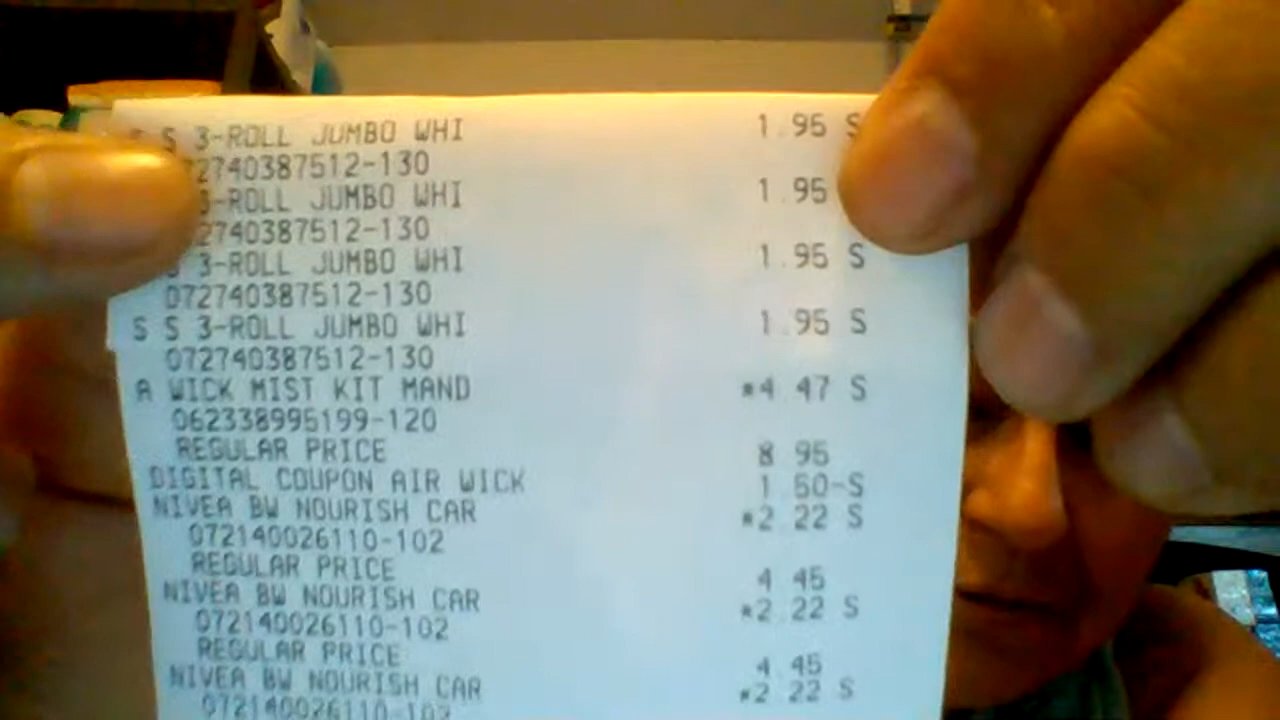 S S 3-ROLL JUMBO WHI 1.95 S
72740387512-130
3-ROLL JUMBO WHI 1.95
2740387512-130
S 3-ROLL JUMBO WHI 1.95 S
072740387512-130
S S 3-ROLL JUMBO WHI 1.95 S
072740387512-130
A WICK MIST KIT MAND *4.47 S
062338995199-120
REGULAR PRICE 8.95
DIGITAL COUPON AIR WICK 1.50-S
NIVEA BW NOURISH CAR *2.22 S
072140026110-102
REGULAR PRICE 4.45
NIVEA BW NOURISH CAR *2.22 S
072140026110-102
REGULAR PRICE 4.45
NIVEA BW NOURISH CAR *2.22 S
072140026110-102